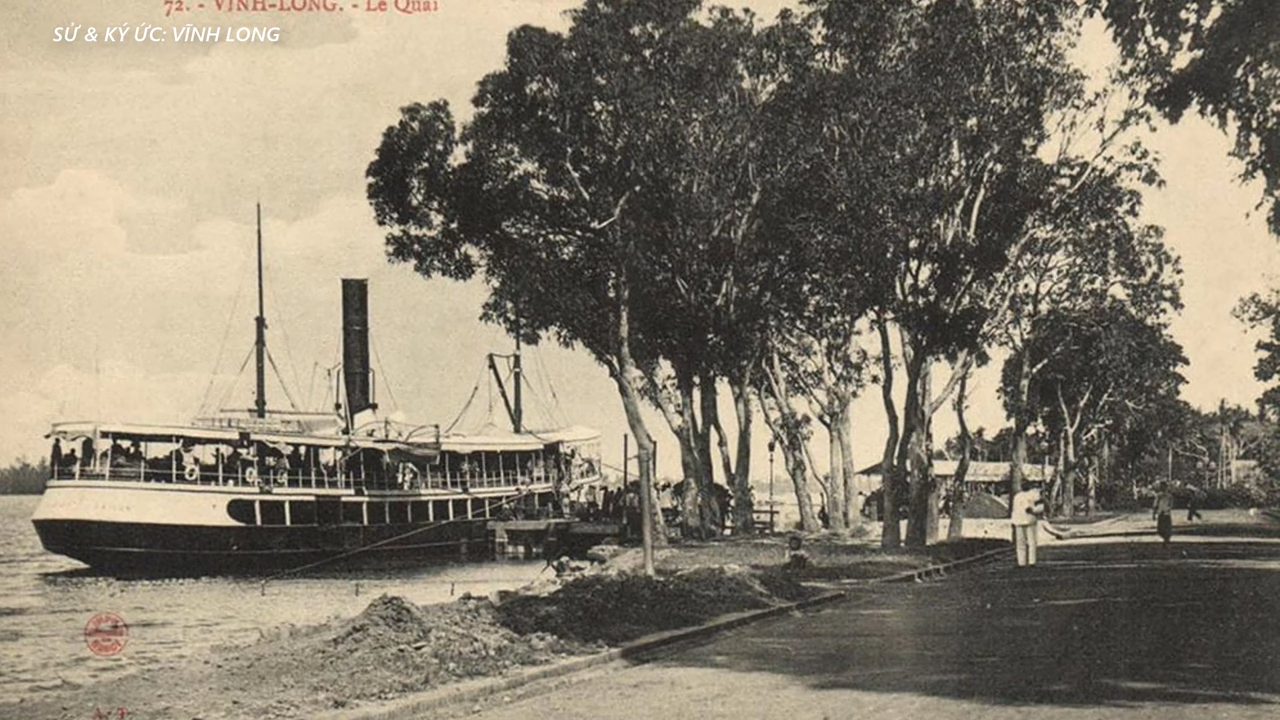 72. - VINH-LONG. - Le Quai
SỬ & KÝ ỨC: VĨNH LONG